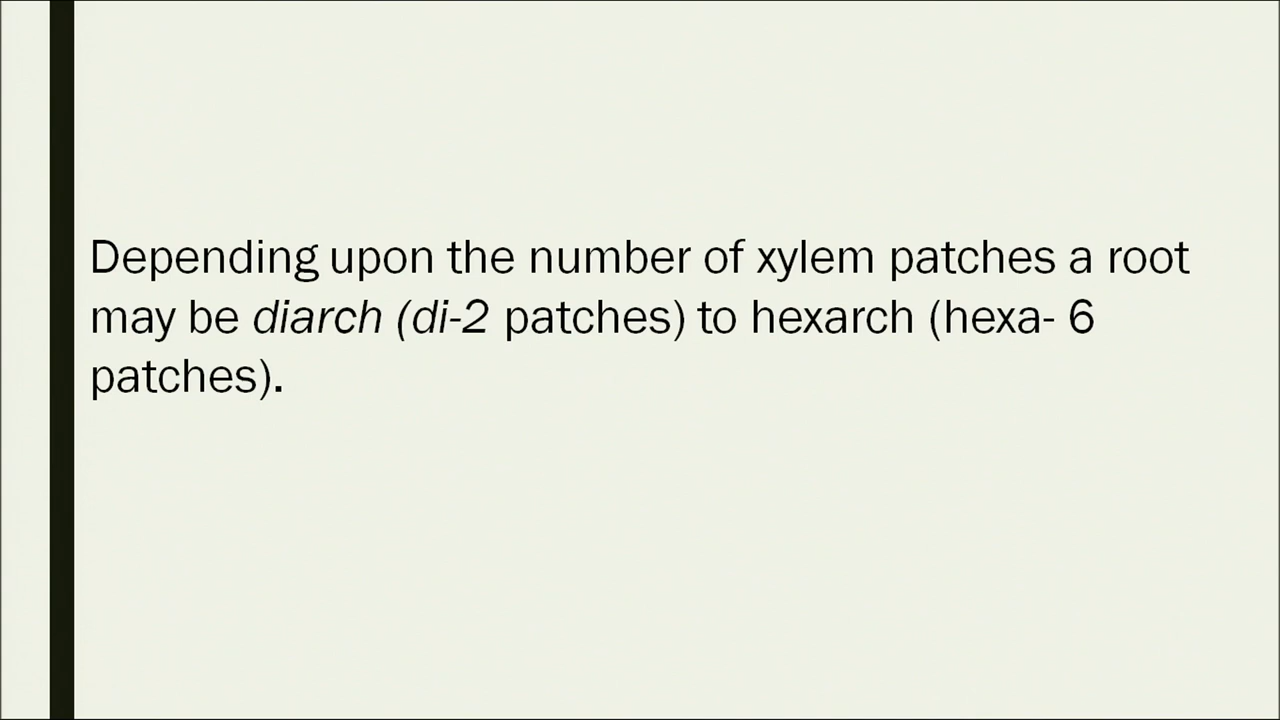 Depending upon the number of xylem patches a root
may be diarch (di-2 patches) to hexarch (hexa- 6
patches).